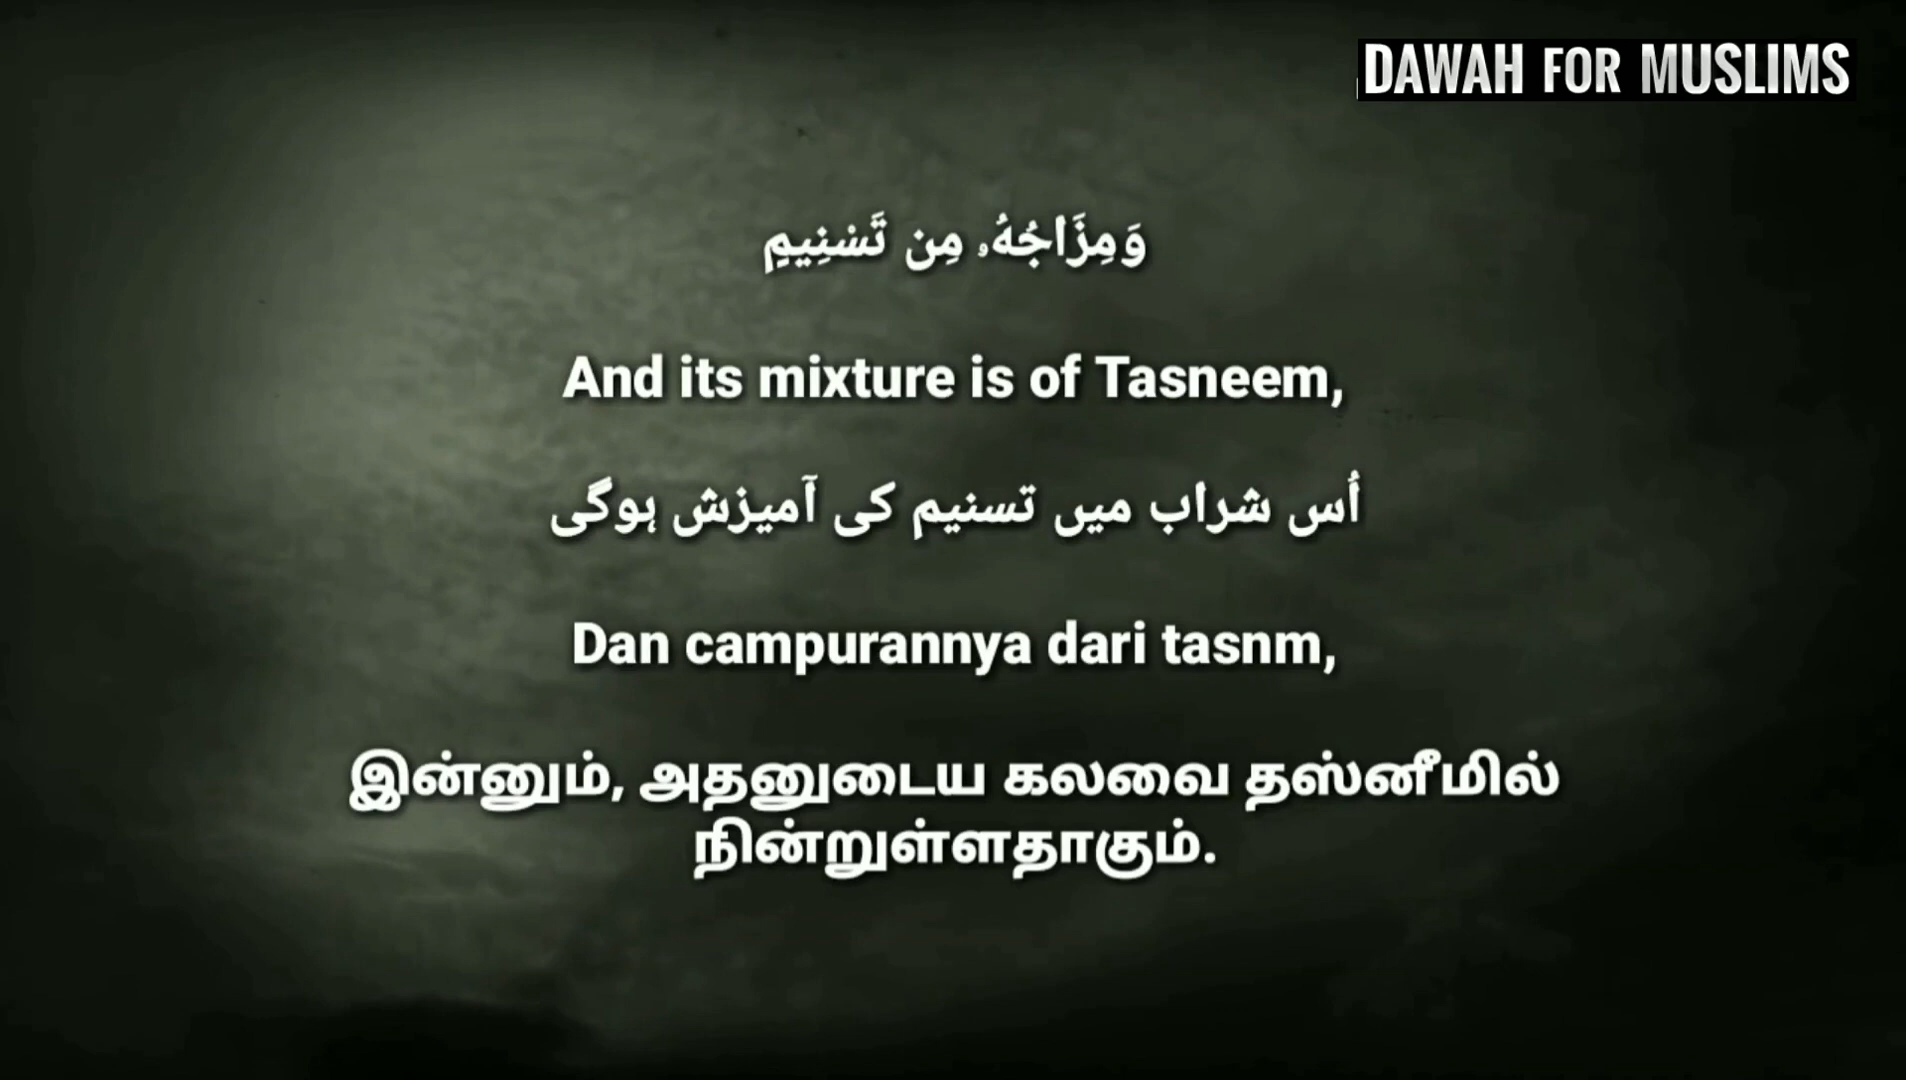 DAWAH FOR MUSLIMS
وَمِزَاجُهُۥ مِن تَسْنِيمٍ
And its mixture is of Tasneem,
اُس شراب میں تسنیم کی آمیزش ہوگی
Dan campurannya dari tasnm,
இன்னும், அதனுடைய கலவை தஸ்னீமில்
நின்றுள்ளதாகும்.